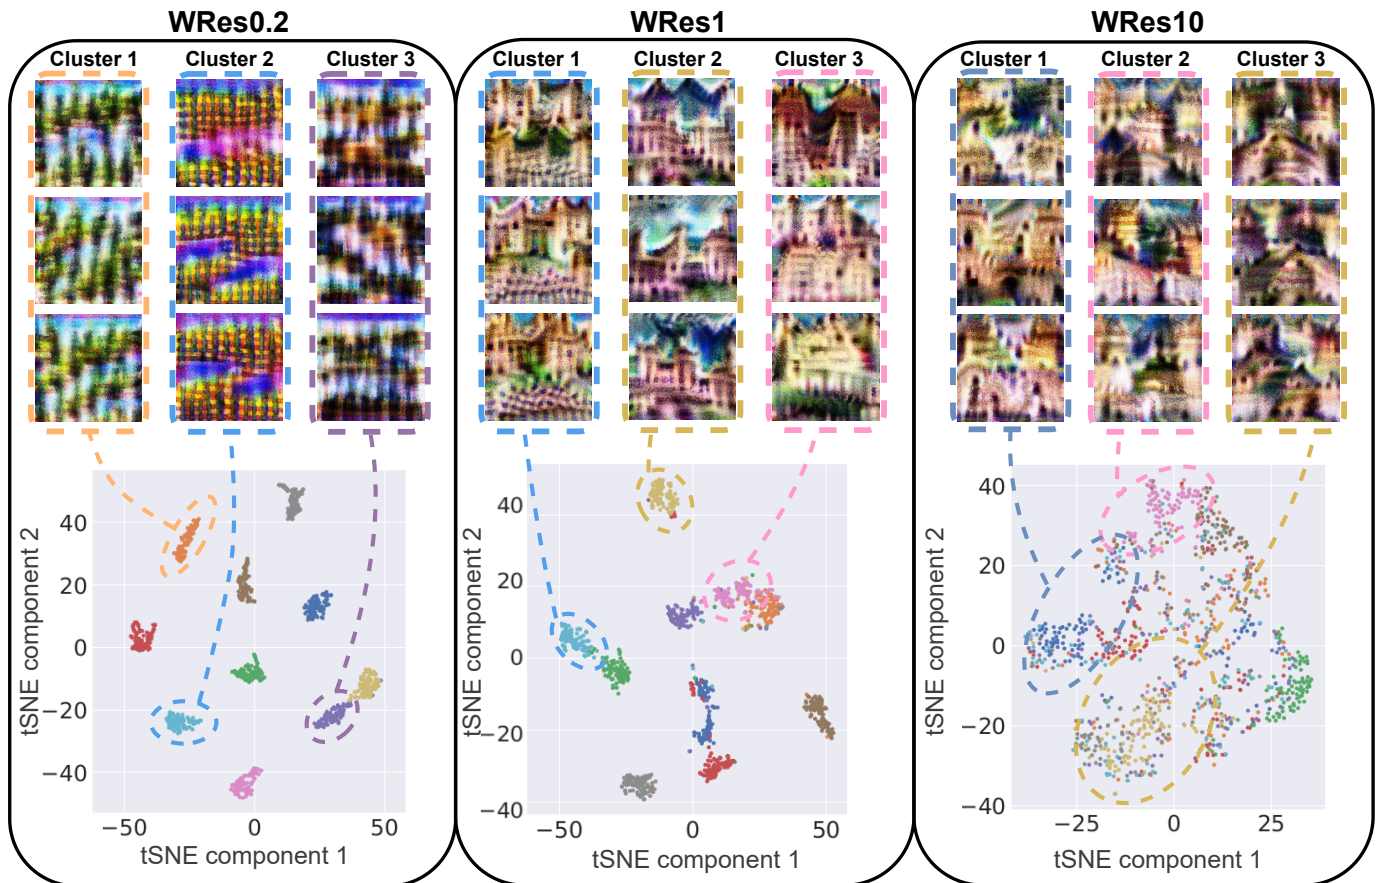 WRes0.2
WRes1
WRes10
Cluster 1
Cluster 2
Cluster 3
Cluster 1
Cluster 2
Cluster 3
Cluster 1
Cluster 2
Cluster 3
tSNE component 2
40
20
0
−20
−40
−50
0
50
tSNE component 1
tSNE component 2
40
20
0
−20
−40
−50
0
50
tSNE component 1
tSNE component 2
40
20
0
−20
−40
−25
0
25
tSNE component 1